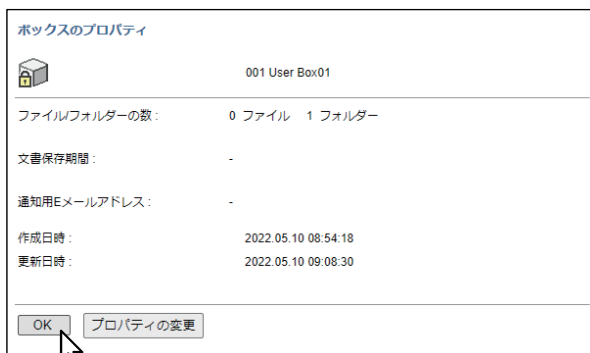 ボックスのプロパティ
001 User Box01
ファイル/フォルダーの数 : 0 ファイル 1 フォルダー
文書保存期間 : -
通知用Eメールアドレス : -
作成日時 : 2022.05.10 08:54:18
更新日時 : 2022.05.10 09:08:30
OK プロパティの変更